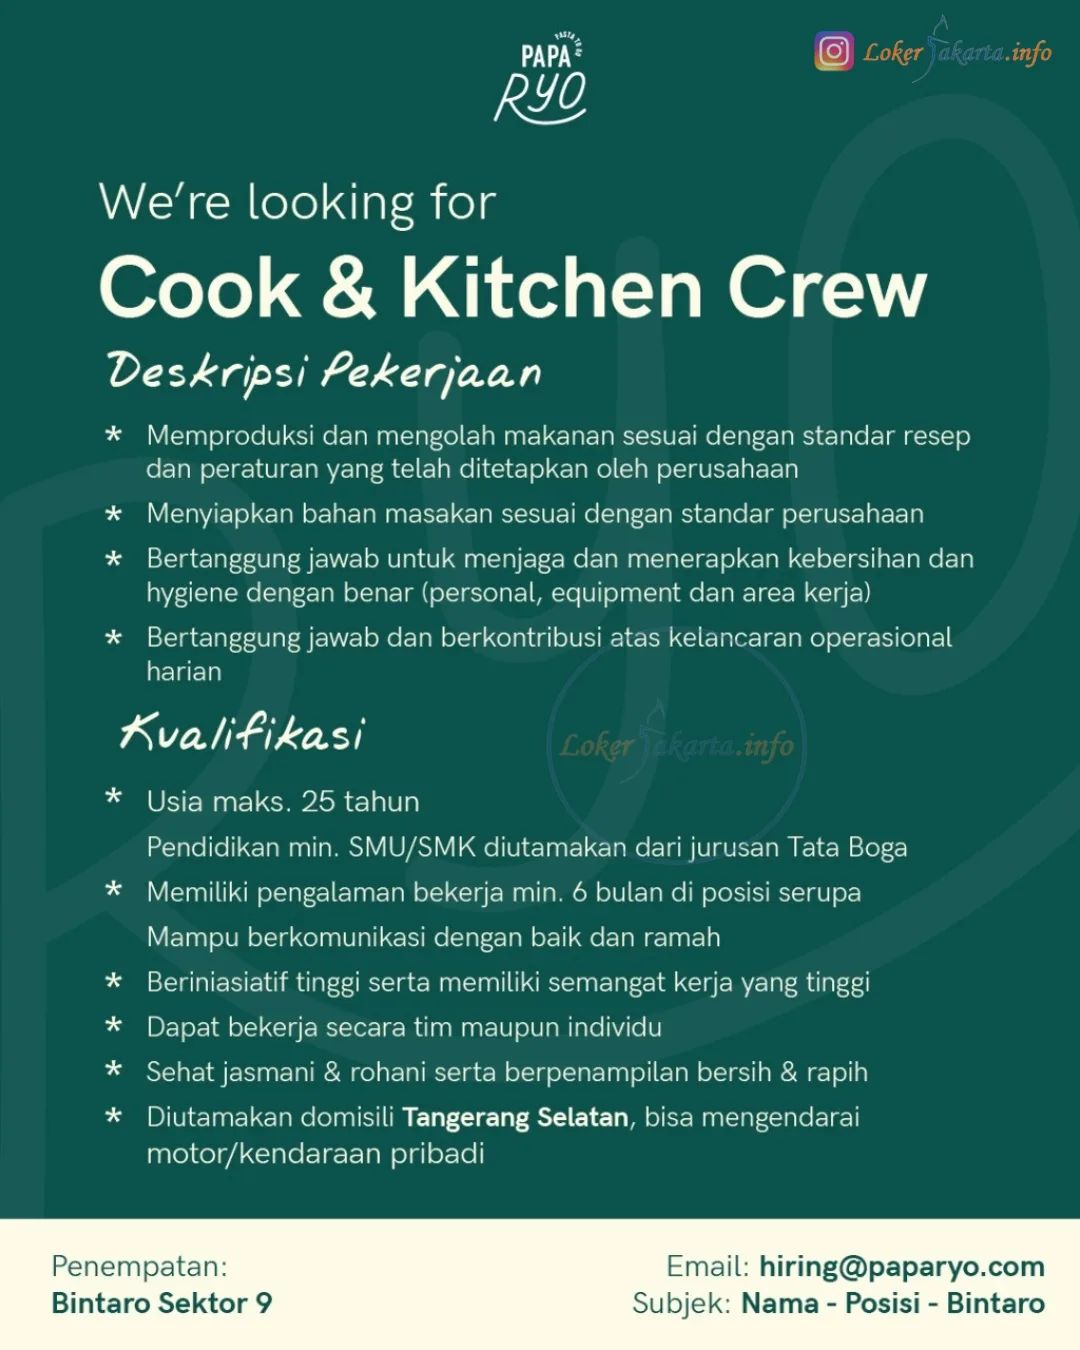 PASTA TO GO
PAPA
RYO
LokerJakarta.info
We’re looking for
Cook & Kitchen Crew
Deskripsi Pekerjaan
* Memproduksi dan mengolah makanan sesuai dengan standar resep
dan peraturan yang telah ditetapkan oleh perusahaan
* Menyiapkan bahan masakan sesuai dengan standar perusahaan
* Bertanggung jawab untuk menjaga dan menerapkan kebersihan dan
hygiene dengan benar (personal, equipment dan area kerja)
* Bertanggung jawab dan berkontribusi atas kelancaran operasional
harian
Kualifikasi
LokerJakarta.info
* Usia maks. 25 tahun
Pendidikan min. SMU/SMK diutamakan dari jurusan Tata Boga
* Memiliki pengalaman bekerja min. 6 bulan di posisi serupa
Mampu berkomunikasi dengan baik dan ramah
* Beriniasiatif tinggi serta memiliki semangat kerja yang tinggi
* Dapat bekerja secara tim maupun individu
* Sehat jasmani & rohani serta berpenampilan bersih & rapih
* Diutamakan domisili Tangerang Selatan, bisa mengendarai
motor/kendaraan pribadi
Penempatan:
Bintaro Sektor 9
Email: hiring@paparyo.com
Subjek: Nama - Posisi - Bintaro